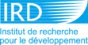 IRD
Institut de recherche
pour le développement